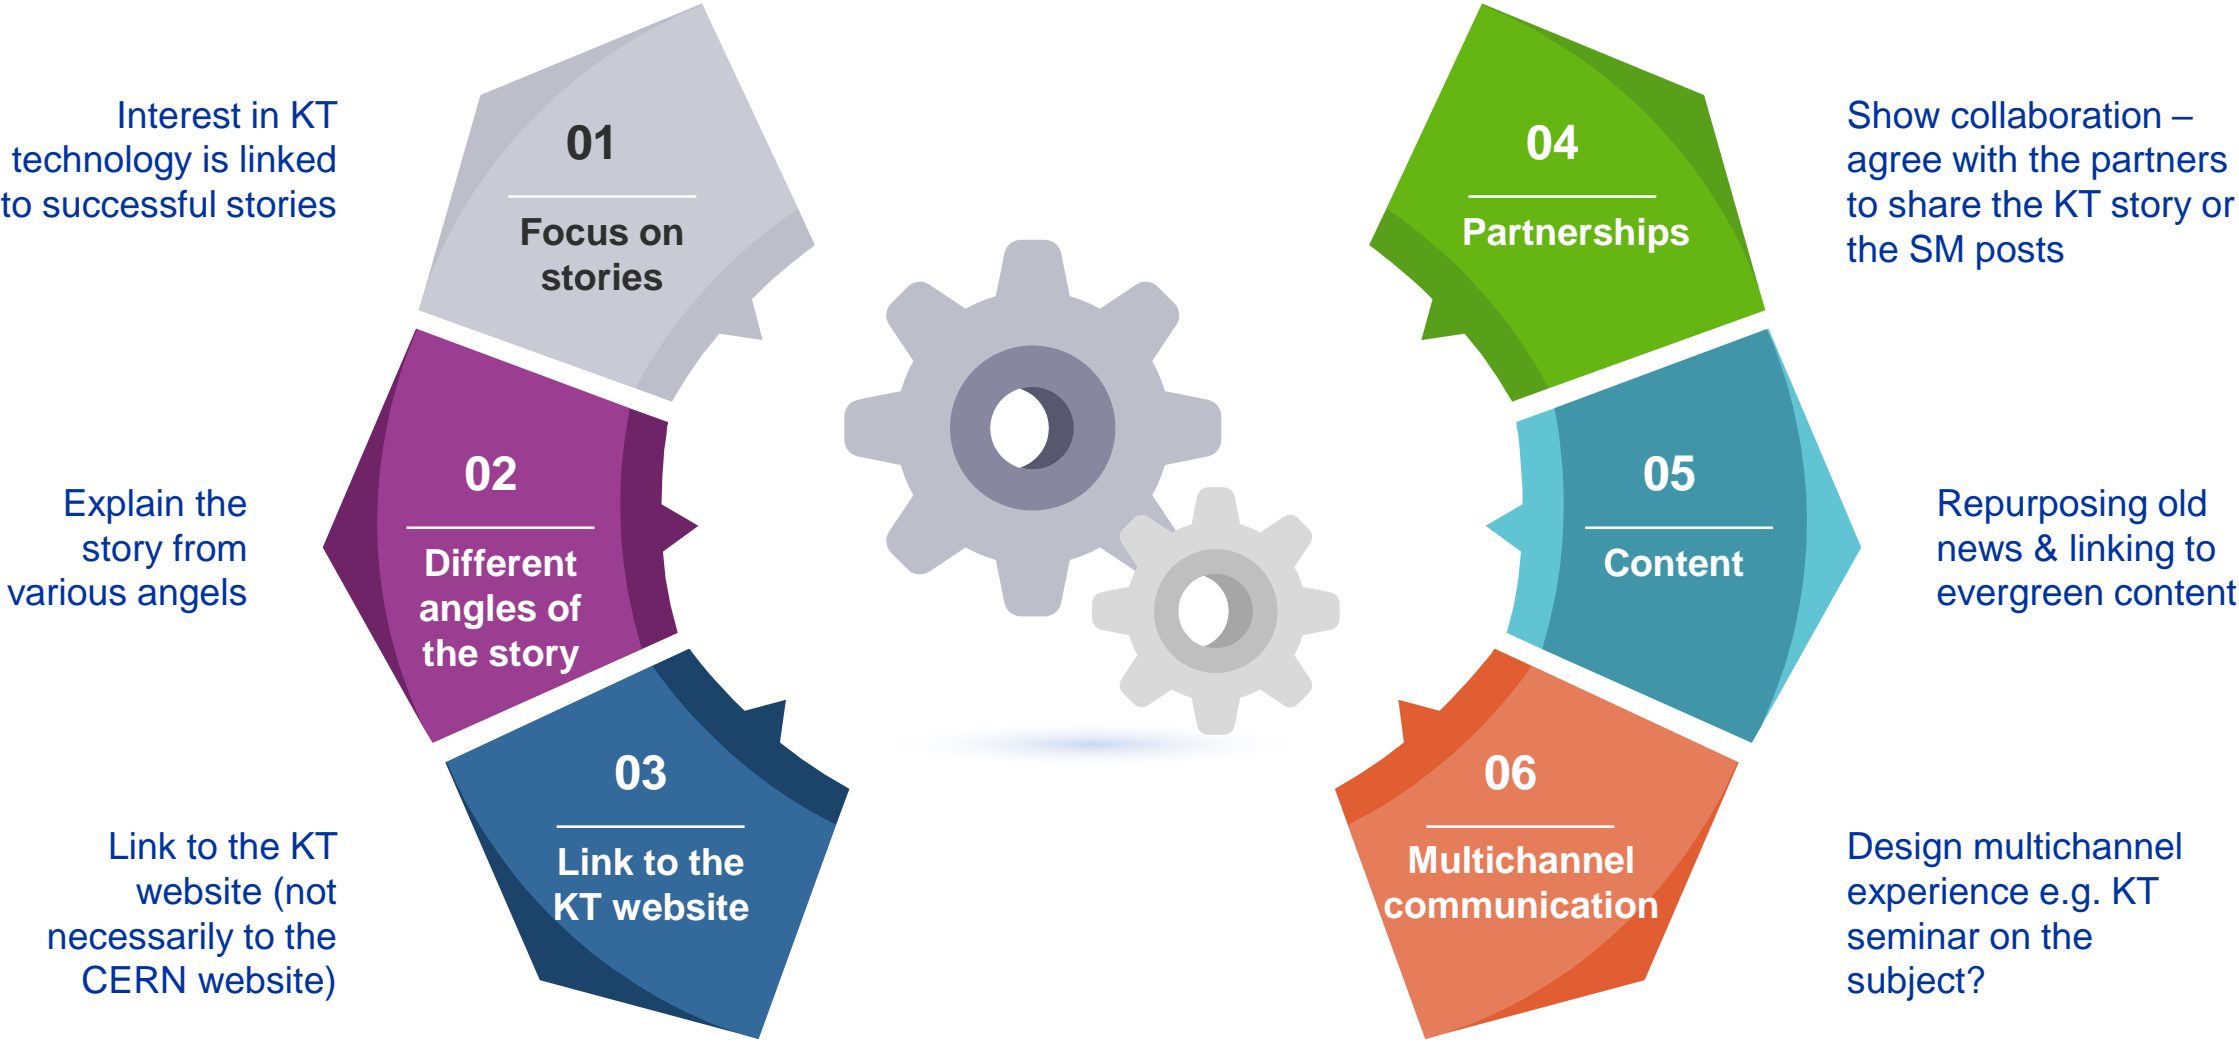 Interest in KT
technology is linked
to successful stories
01
Focus on
stories
Explain the
story from
various angels
02
Different
angles of
the story
Link to the KT
website (not
necessarily to the
CERN website)
03
Link to the
KT website
04
Partnerships
Show collaboration –
agree with the partners
to share the KT story or
the SM posts
05
Content
Repurposing old
news & linking to
evergreen content
06
Multichannel
communication
Design multichannel
experience e.g. KT
seminar on the
subject?